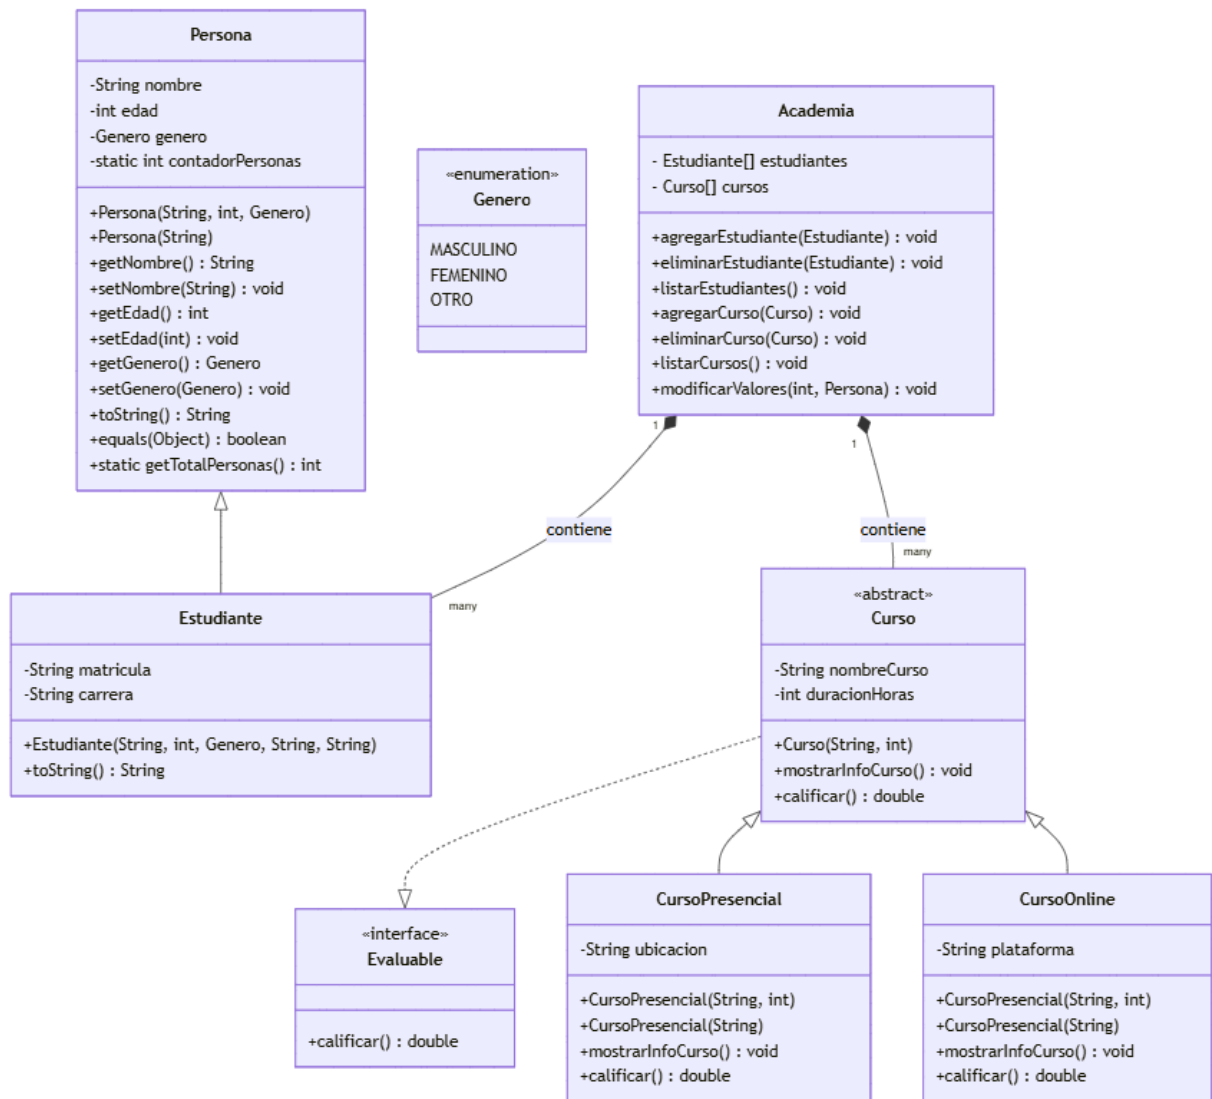 Persona
-String nombre
-int edad
-Genero genero
-static int contadorPersonas
+Persona(String, int, Genero)
+Persona(String)
+getNombre() : String
+setNombre(String) : void
+getEdad() : int
+setEdad(int) : void
+getGenero() : Genero
+setGenero(Genero) : void
+toString() : String
+equals(Object) : boolean
+static getTotalPersonas() : int
«enumeration»
Genero
MASCULINO
FEMENINO
OTRO
Academia
- Estudiante[] estudiantes
- Curso[] cursos
+agregarEstudiante(Estudiante) : void
+eliminarEstudiante(Estudiante) : void
+listarEstudiantes() : void
+agregarCurso(Curso) : void
+eliminarCurso(Curso) : void
+listarCursos() : void
+modificarValores(int, Persona) : void
1
1
contiene
contiene
many
many
Estudiante
-String matricula
-String carrera
+Estudiante(String, int, Genero, String, String)
+toString() : String
«abstract»
Curso
-String nombreCurso
-int duracionHoras
+Curso(String, int)
+mostrarInfoCurso() : void
+calificar() : double
«interface»
Evaluable
+calificar() : double
CursoPresencial
-String ubicacion
+CursoPresencial(String, int)
+CursoPresencial(String)
+mostrarInfoCurso() : void
+calificar() : double
CursoOnline
-String plataforma
+CursoPresencial(String, int)
+CursoPresencial(String)
+mostrarInfoCurso() : void
+calificar() : double